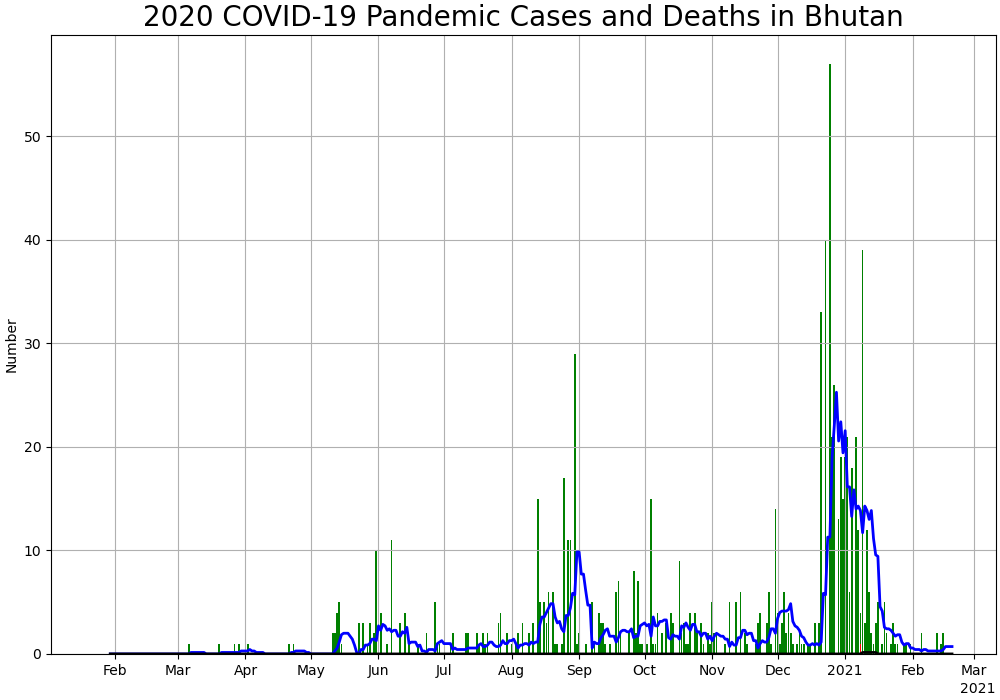 2020 COVID-19 Pandemic Cases and Deaths in Bhutan
Number
50
40
30
20
10
0
Feb Mar Apr May Jun Jul Aug Sep Oct Nov Dec 2021 Feb Mar
2021